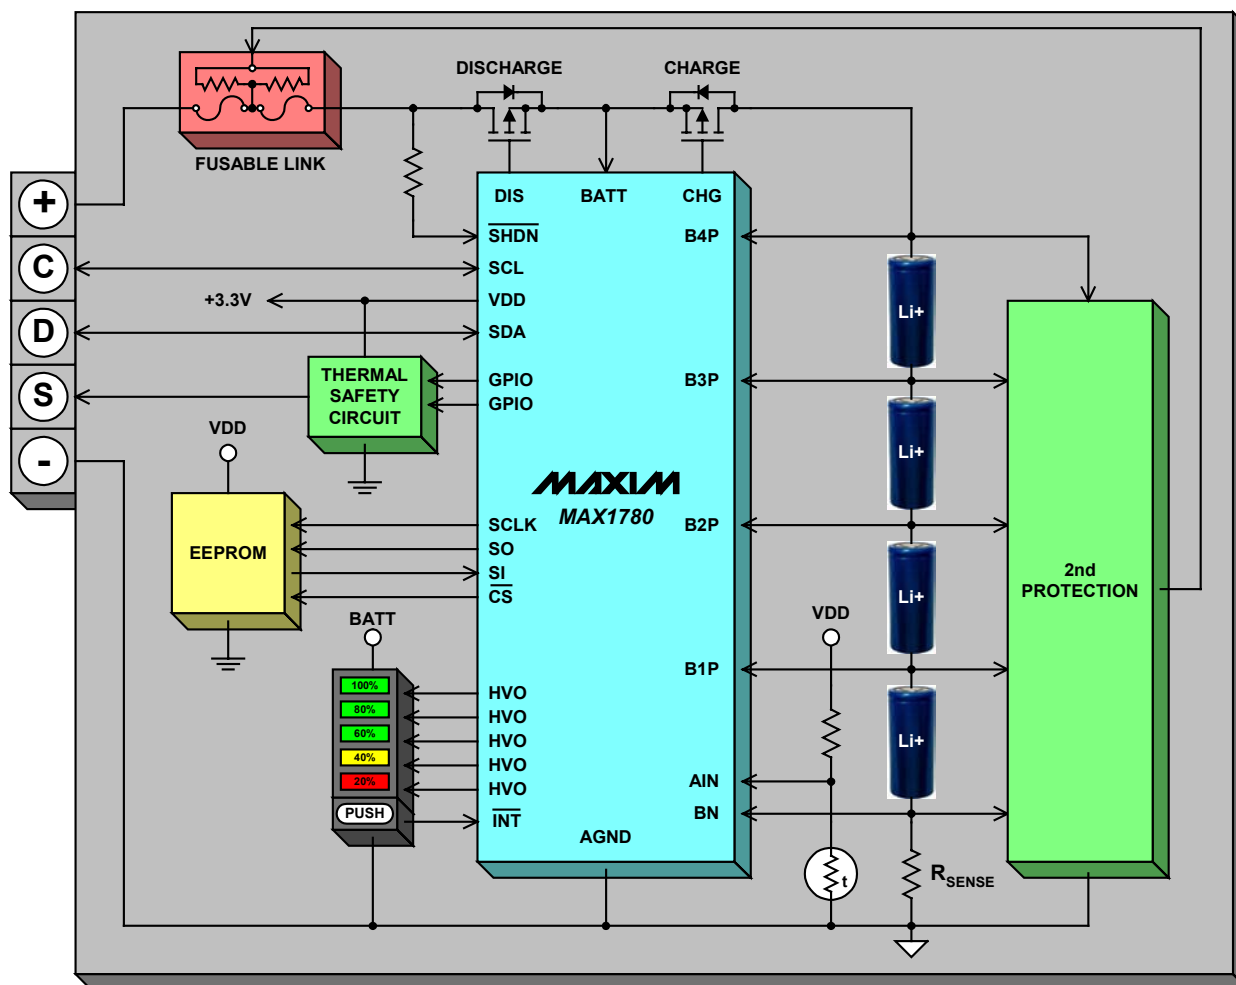 DISCHARGE
CHARGE
FUSABLE LINK
+
C
D
S
-
DIS
BATT
CHG
SHDN
SCL
VDD
SDA
GPIO
GPIO
SCLK
SO
SI
CS
HVO
HVO
HVO
HVO
HVO
INT
AGND
B4P
B3P
B2P
B1P
AIN
BN
MAXIM
MAX1780
+3.3V
THERMAL
SAFETY
CIRCUIT
VDD
EEPROM
BATT
100%
80%
60%
40%
20%
PUSH
VDD
t
Li+
Li+
Li+
Li+
RSENSE
2nd
PROTECTION